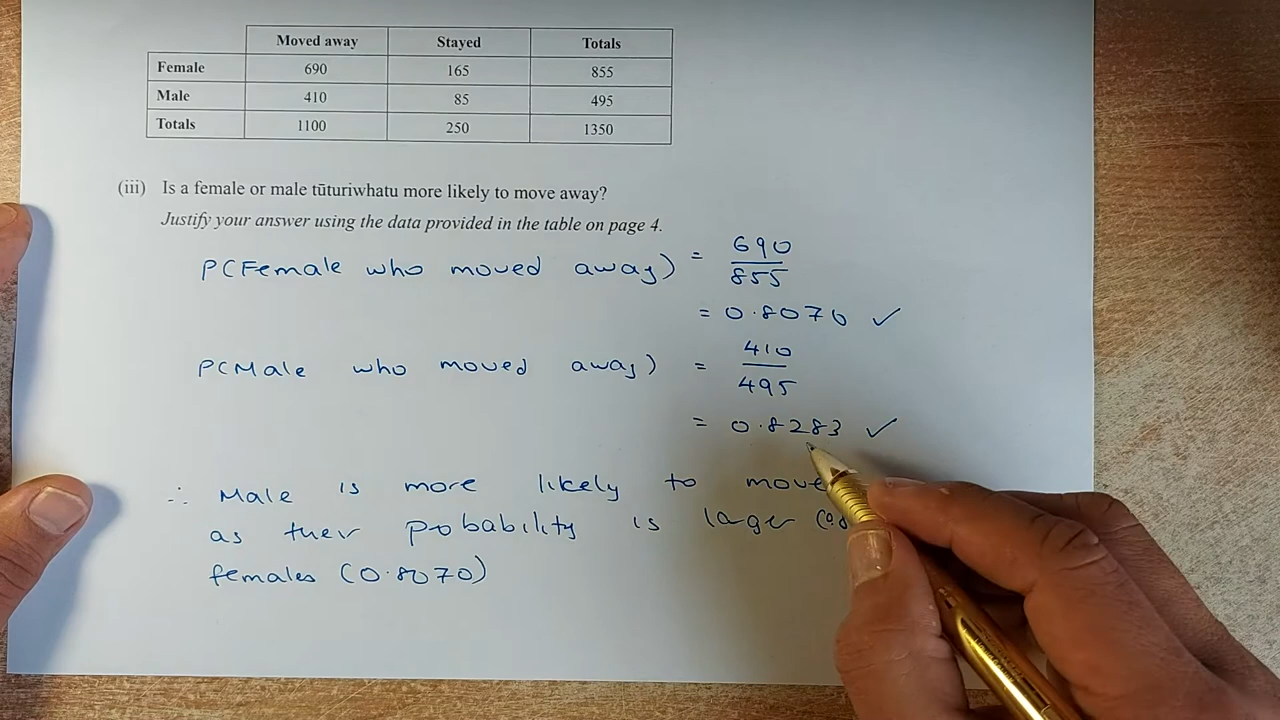 Moved away Stayed Totals
Female 690 165 855
Male 410 85 495
Totals 1100 250 1350
(iii) Is a female or male tūturiwhatu more likely to move away?
Justify your answer using the data provided in the table on page 4.
P(Female who moved away) = 690/855
= 0.8070 ✓
P(Male who moved away) = 410/495
= 0.8283 ✓
∴ Male is more likely to move
as ther probability is lager
females (0.8070)